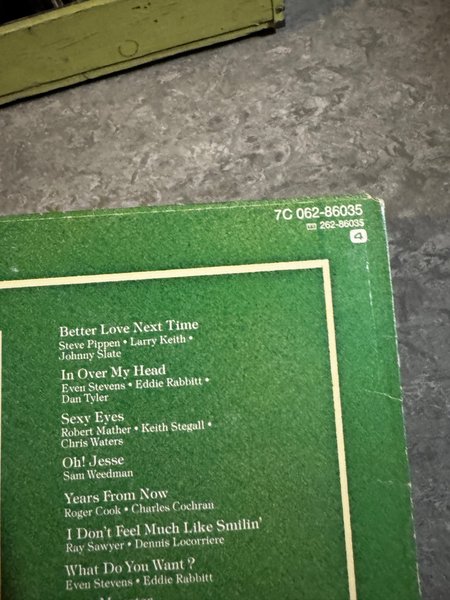 7C 062-86035
262-86035
4
Better Love Next Time
Steve Pippen • Larry Keith •
Johnny Slate
In Over My Head
Even Stevens • Eddie Rabbitt •
Dan Tyler
Sexy Eyes
Robert Mather • Keith Stegall •
Chris Waters
Oh! Jesse
Sam Weedman
Years From Now
Roger Cook • Charles Cochran
I Don't Feel Much Like Smilin'
Ray Sawyer • Dennis Locorriere
What Do You Want ?
Even Stevens • Eddie Rabbitt